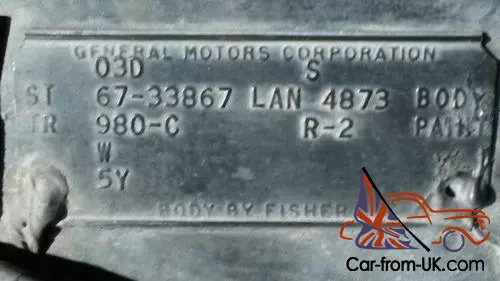 GENERAL MOTORS CORPORATION
03D S
ST 67-33867 LAN 4873 BODY
TR 980-C R-2 PAINT
W
5Y
BODY BY FISHER
Car-from-UK.com